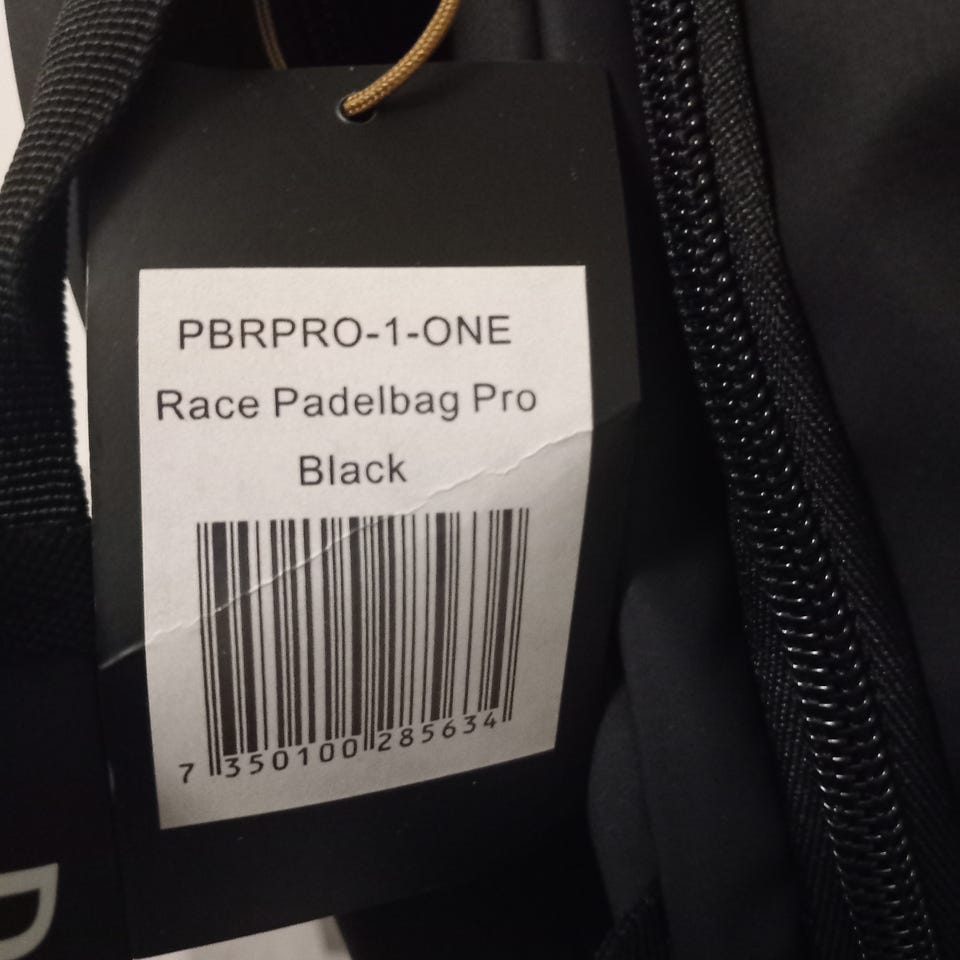 PBRPRO-1-ONE
Race Padelbag Pro
Black
7 350100 285634